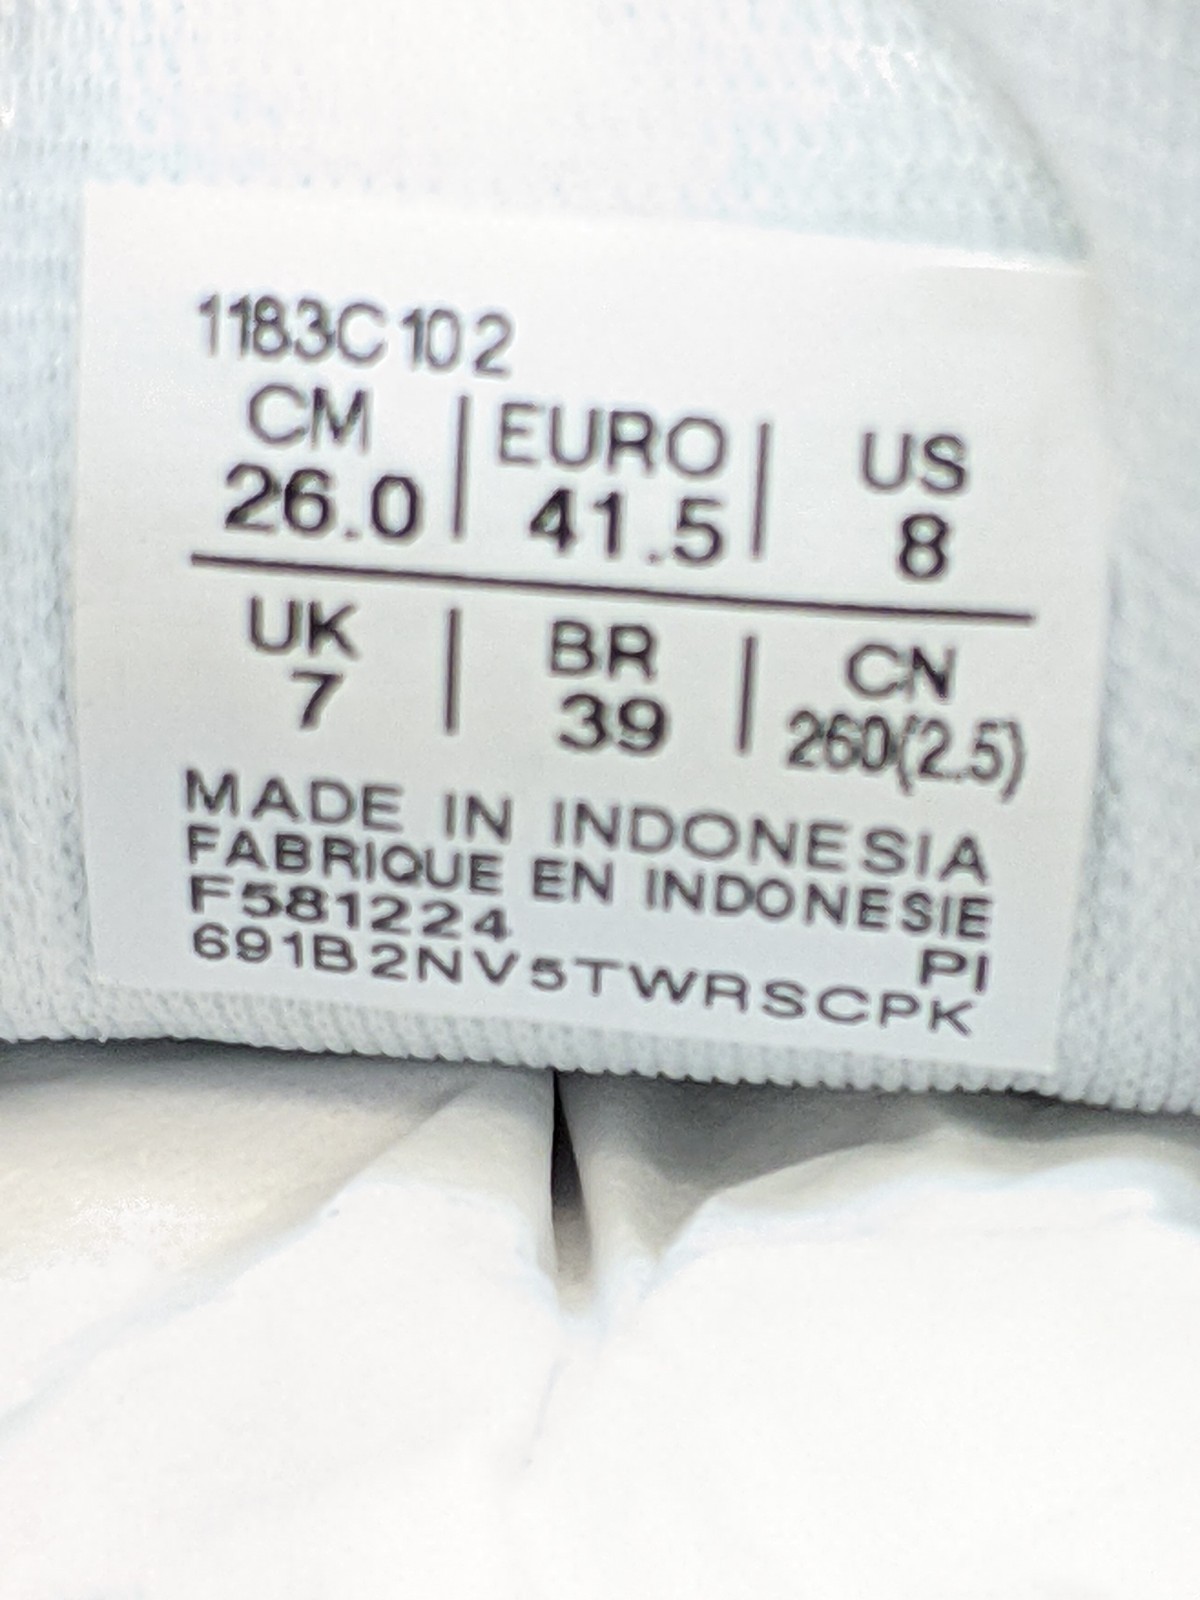 1183C102
CM | EURO | US
26.0 | 41.5 | 8
UK | BR | CN
7 | 39 | 260(2.5)
MADE IN INDONESIA
FABRIQUE EN INDONESIE
F581224 PI
691B2NV5TWRSCPK